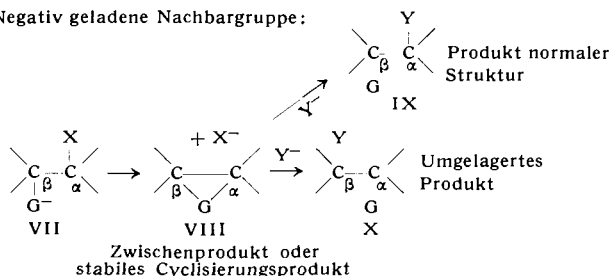 Negativ geladene Nachbargruppe:
Y
C β C α
G
IX
Produkt normaler
Struktur
Y⁻
+ X⁻
X
C β C α
G⁻
VII
C β C α
G
VIII
Y⁻
Y
C β C α
G
X
Umgelagertes
Produkt
Zwischenprodukt oder
stabiles Cyclisierungsprodukt